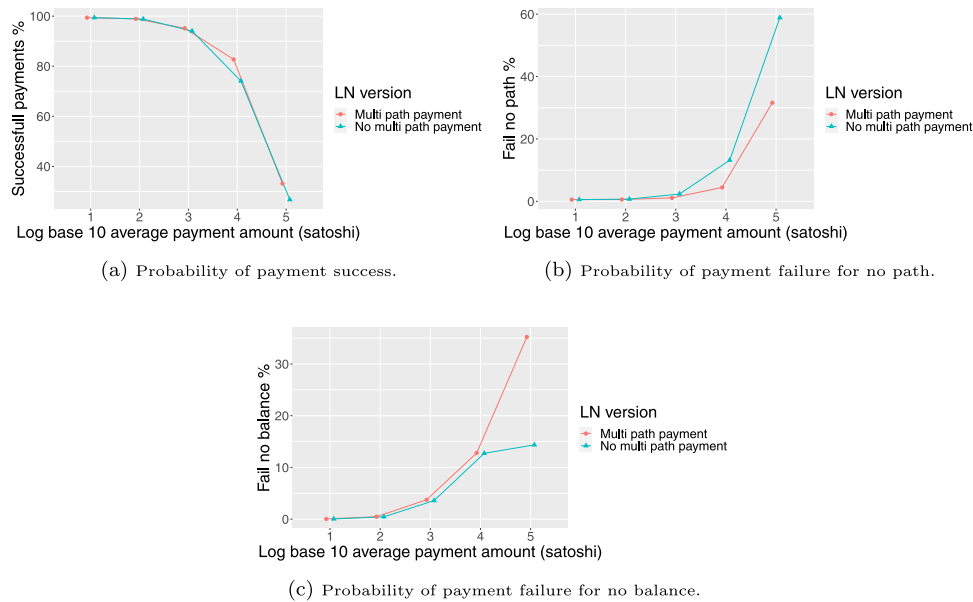 100
80
60
40
Successfull payments %
1 2 3 4 5
Log base 10 average payment amount (satoshi)
LN version
Multi path payment
No multi path payment
(a) Probability of payment success.
60
40
20
0
Fail no path %
1 2 3 4 5
Log base 10 average payment amount (satoshi)
LN version
Multi path payment
No multi path payment
(b) Probability of payment failure for no path.
30
20
10
0
Fail no balance %
1 2 3 4 5
Log base 10 average payment amount (satoshi)
LN version
Multi path payment
No multi path payment
(c) Probability of payment failure for no balance.